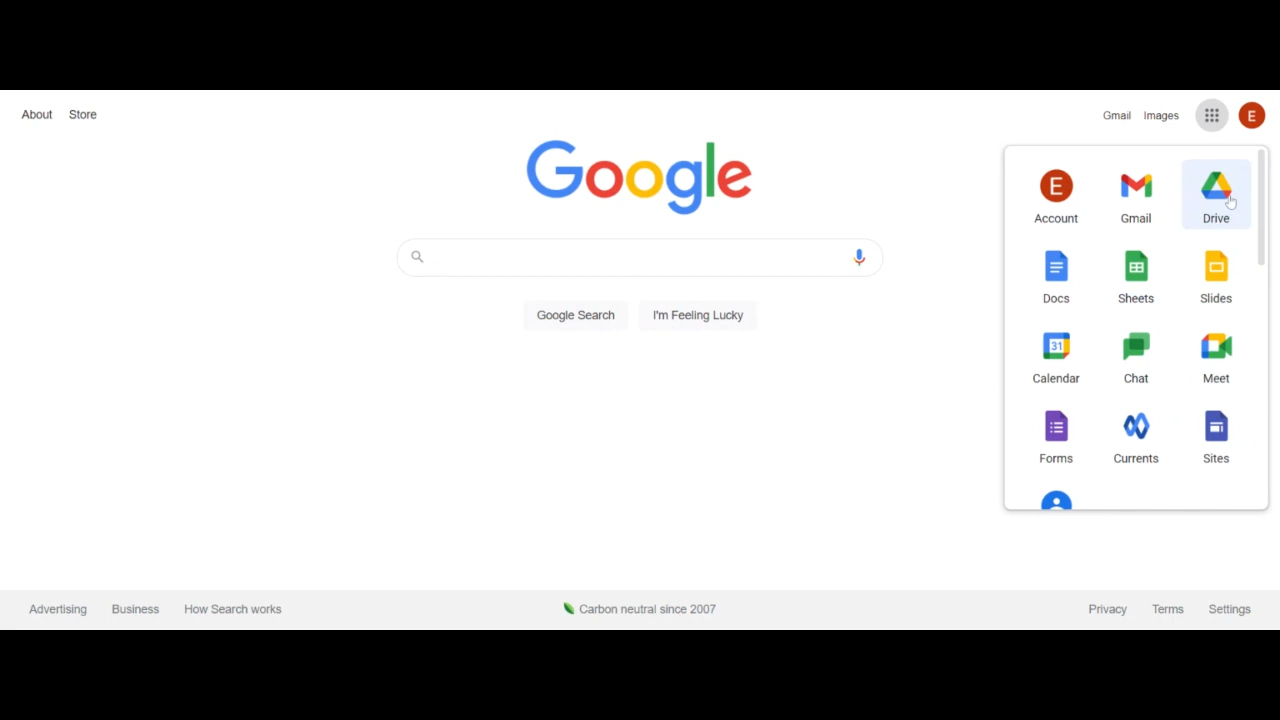 About Store
Gmail Images E
Google
E
Account Gmail Drive
Docs Sheets Slides
31
Calendar Chat Meet
Forms Currents Sites
Google Search I'm Feeling Lucky
Advertising Business How Search works
Carbon neutral since 2007
Privacy Terms Settings